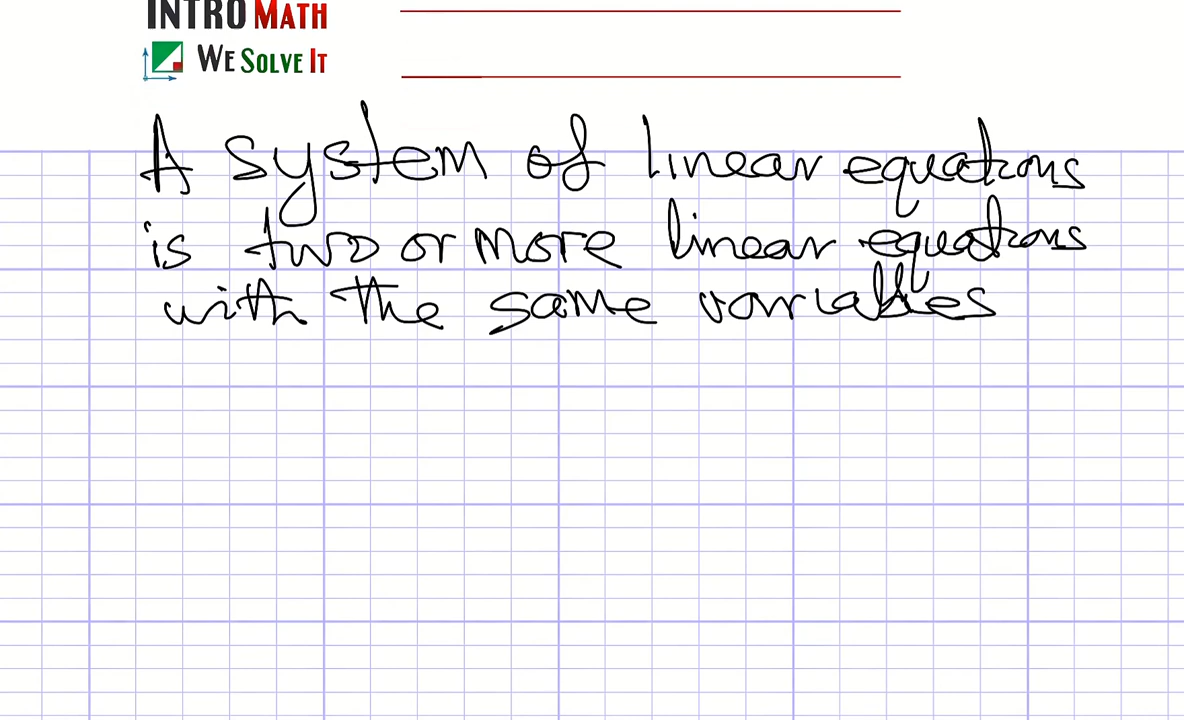 INTRO MATH
WE SOLVE IT
A system of linear equations
is two or more linear equations
with the same variables